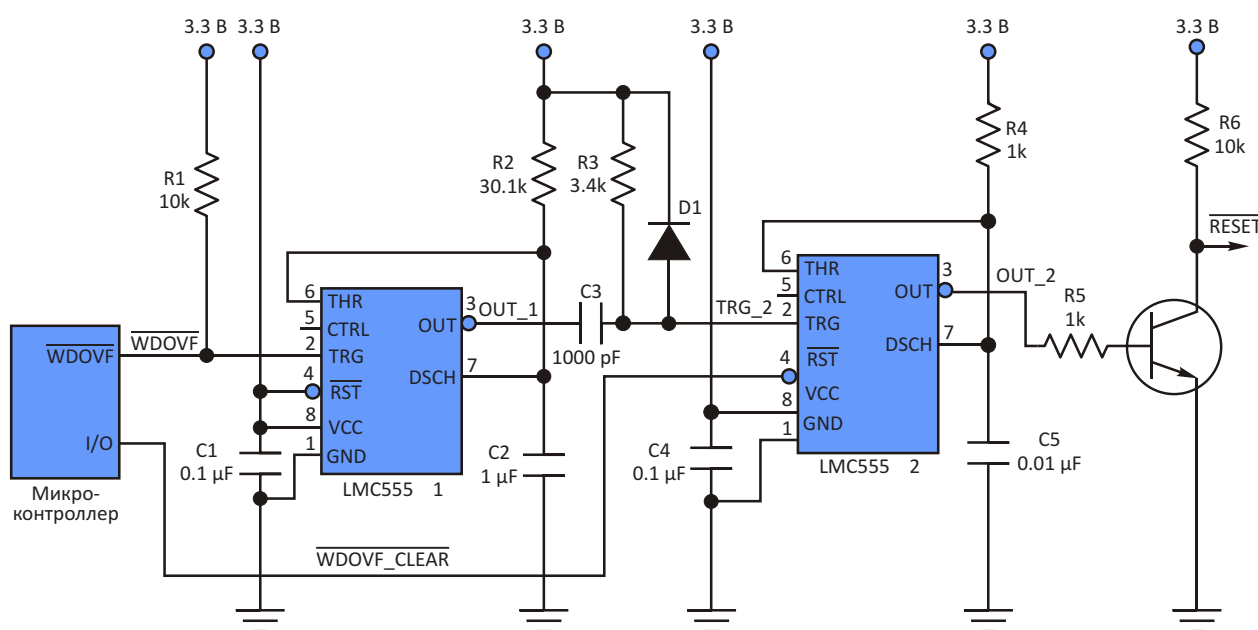 3.3 В
3.3 В
3.3 В
3.3 В
3.3 В
3.3 В
R1
10k
R2
30.1k
R3
3.4k
D1
R4
1k
R6
10k
RESET
WDOVF
WDOVF
I/O
Микро-
контроллер
6
5
2
4
8
1
THR
CTRL
TRG
RST
VCC
GND
OUT
DSCH
3
7
OUT_1
LMC555 1
C1
0.1 µF
C2
1 µF
C3
1000 pF
TRG_2
WDOVF_CLEAR
6
5
2
4
8
1
THR
CTRL
TRG
RST
VCC
GND
OUT
DSCH
3
7
OUT_2
LMC555 2
C4
0.1 µF
R5
1k
C5
0.01 µF